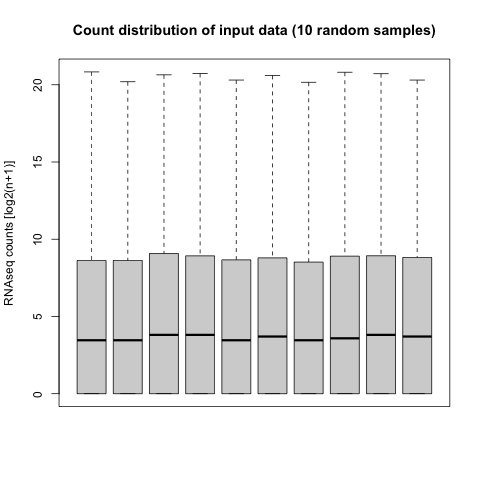 Count distribution of input data (10 random samples)
RNAseq counts [log2(n+1)]
20
15
10
5
0